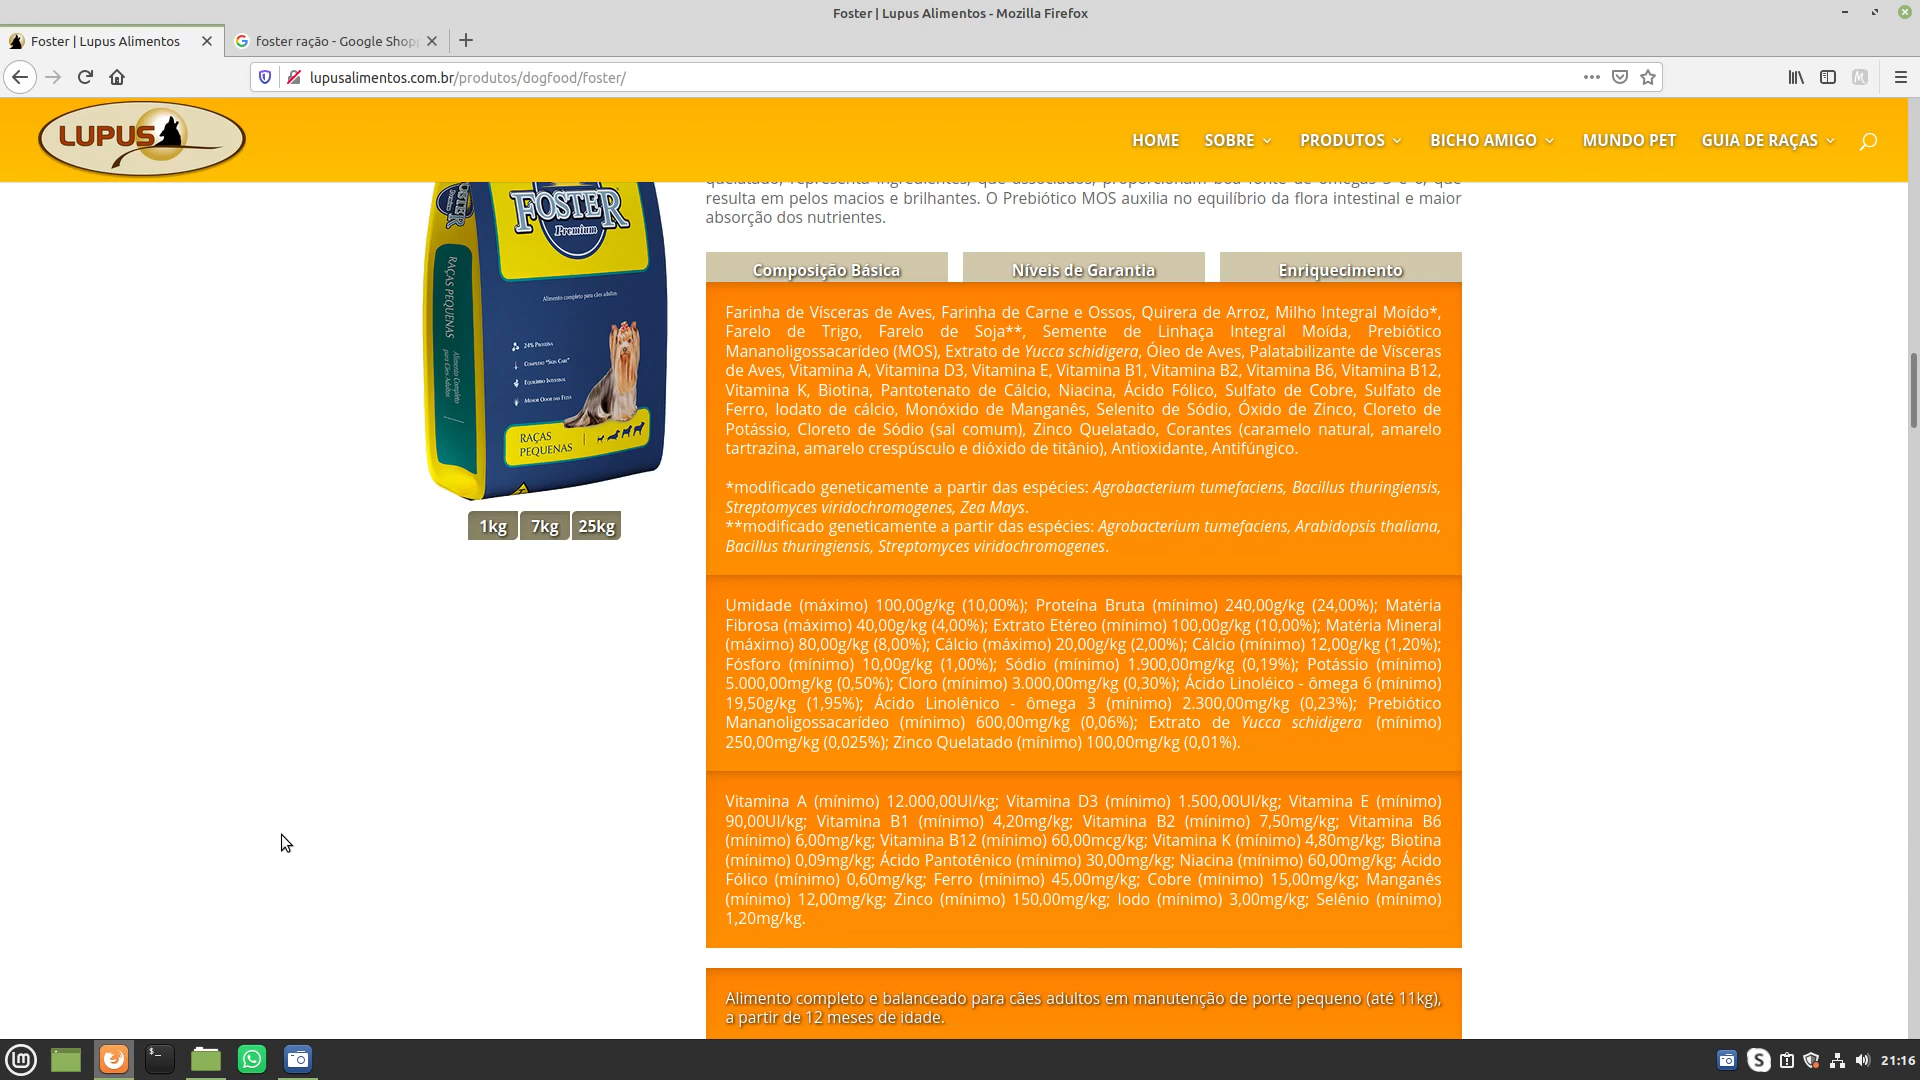 Foster | Lupus Alimentos - Mozilla Firefox
Foster | Lupus Alimentos
foster ração - Google Shop
lupusalimentos.com.br/produtos/dogfood/foster/
LUPUS
HOME SOBRE PRODUTOS BICHO AMIGO MUNDO PET GUIA DE RAÇAS
resulta em pelos macios e brilhantes. O Prebiótico MOS auxilia no equilíbrio da flora intestinal e maior
absorção dos nutrientes.
FOSTER
Premium
RAÇAS PEQUENAS
Alimento Completo
para Cães Adultos
Alimento completo para cães adultos
24% Proteína
Complexo "Skin Care"
Equilíbrio Intestinal
Menor Odor das Fezes
RAÇAS
PEQUENAS
1kg 7kg 25kg
Composição Básica Níveis de Garantia Enriquecimento
Farinha de Vísceras de Aves, Farinha de Carne e Ossos, Quirera de Arroz, Milho Integral Moído*,
Farelo de Trigo, Farelo de Soja**, Semente de Linhaça Integral Moída, Prebiótico
Mananoligossacarídeo (MOS), Extrato de Yucca schidigera, Óleo de Aves, Palatabilizante de Vísceras
de Aves, Vitamina A, Vitamina D3, Vitamina E, Vitamina B1, Vitamina B2, Vitamina B6, Vitamina B12,
Vitamina K, Biotina, Pantotenato de Cálcio, Niacina, Ácido Fólico, Sulfato de Cobre, Sulfato de
Ferro, Iodato de cálcio, Monóxido de Manganês, Selenito de Sódio, Óxido de Zinco, Cloreto de
Potássio, Cloreto de Sódio (sal comum), Zinco Quelatado, Corantes (caramelo natural, amarelo
tartrazina, amarelo crespúsculo e dióxido de titânio), Antioxidante, Antifúngico.
*modificado geneticamente a partir das espécies: Agrobacterium tumefaciens, Bacillus thuringiensis,
Streptomyces viridochromogenes, Zea Mays.
**modificado geneticamente a partir das espécies: Agrobacterium tumefaciens, Arabidopsis thaliana,
Bacillus thuringiensis, Streptomyces viridochromogenes.
Umidade (máximo) 100,00g/kg (10,00%); Proteína Bruta (mínimo) 240,00g/kg (24,00%); Matéria
Fibrosa (máximo) 40,00g/kg (4,00%); Extrato Etéreo (mínimo) 100,00g/kg (10,00%); Matéria Mineral
(máximo) 80,00g/kg (8,00%); Cálcio (máximo) 20,00g/kg (2,00%); Cálcio (mínimo) 12,00g/kg (1,20%);
Fósforo (mínimo) 10,00g/kg (1,00%); Sódio (mínimo) 1.900,00mg/kg (0,19%); Potássio (mínimo)
5.000,00mg/kg (0,50%); Cloro (mínimo) 3.000,00mg/kg (0,30%); Ácido Linoléico - ômega 6 (mínimo)
19,50g/kg (1,95%); Ácido Linolênico - ômega 3 (mínimo) 2.300,00mg/kg (0,23%); Prebiótico
Mananoligossacarídeo (mínimo) 600,00mg/kg (0,06%); Extrato de Yucca schidigera (mínimo)
250,00mg/kg (0,025%); Zinco Quelatado (mínimo) 100,00mg/kg (0,01%).
Vitamina A (mínimo) 12.000,00UI/kg; Vitamina D3 (mínimo) 1.500,00UI/kg; Vitamina E (mínimo)
90,00UI/kg; Vitamina B1 (mínimo) 4,20mg/kg; Vitamina B2 (mínimo) 7,50mg/kg; Vitamina B6
(mínimo) 6,00mg/kg; Vitamina B12 (mínimo) 60,00mcg/kg; Vitamina K (mínimo) 4,80mg/kg; Biotina
(mínimo) 0,09mg/kg; Ácido Pantotênico (mínimo) 30,00mg/kg; Niacina (mínimo) 60,00mg/kg; Ácido
Fólico (mínimo) 0,60mg/kg; Ferro (mínimo) 45,00mg/kg; Cobre (mínimo) 15,00mg/kg; Manganês
(mínimo) 12,00mg/kg; Zinco (mínimo) 150,00mg/kg; Iodo (mínimo) 3,00mg/kg; Selênio (mínimo)
1,20mg/kg.
Alimento completo e balanceado para cães adultos em manutenção de porte pequeno (até 11kg),
a partir de 12 meses de idade.
21:16